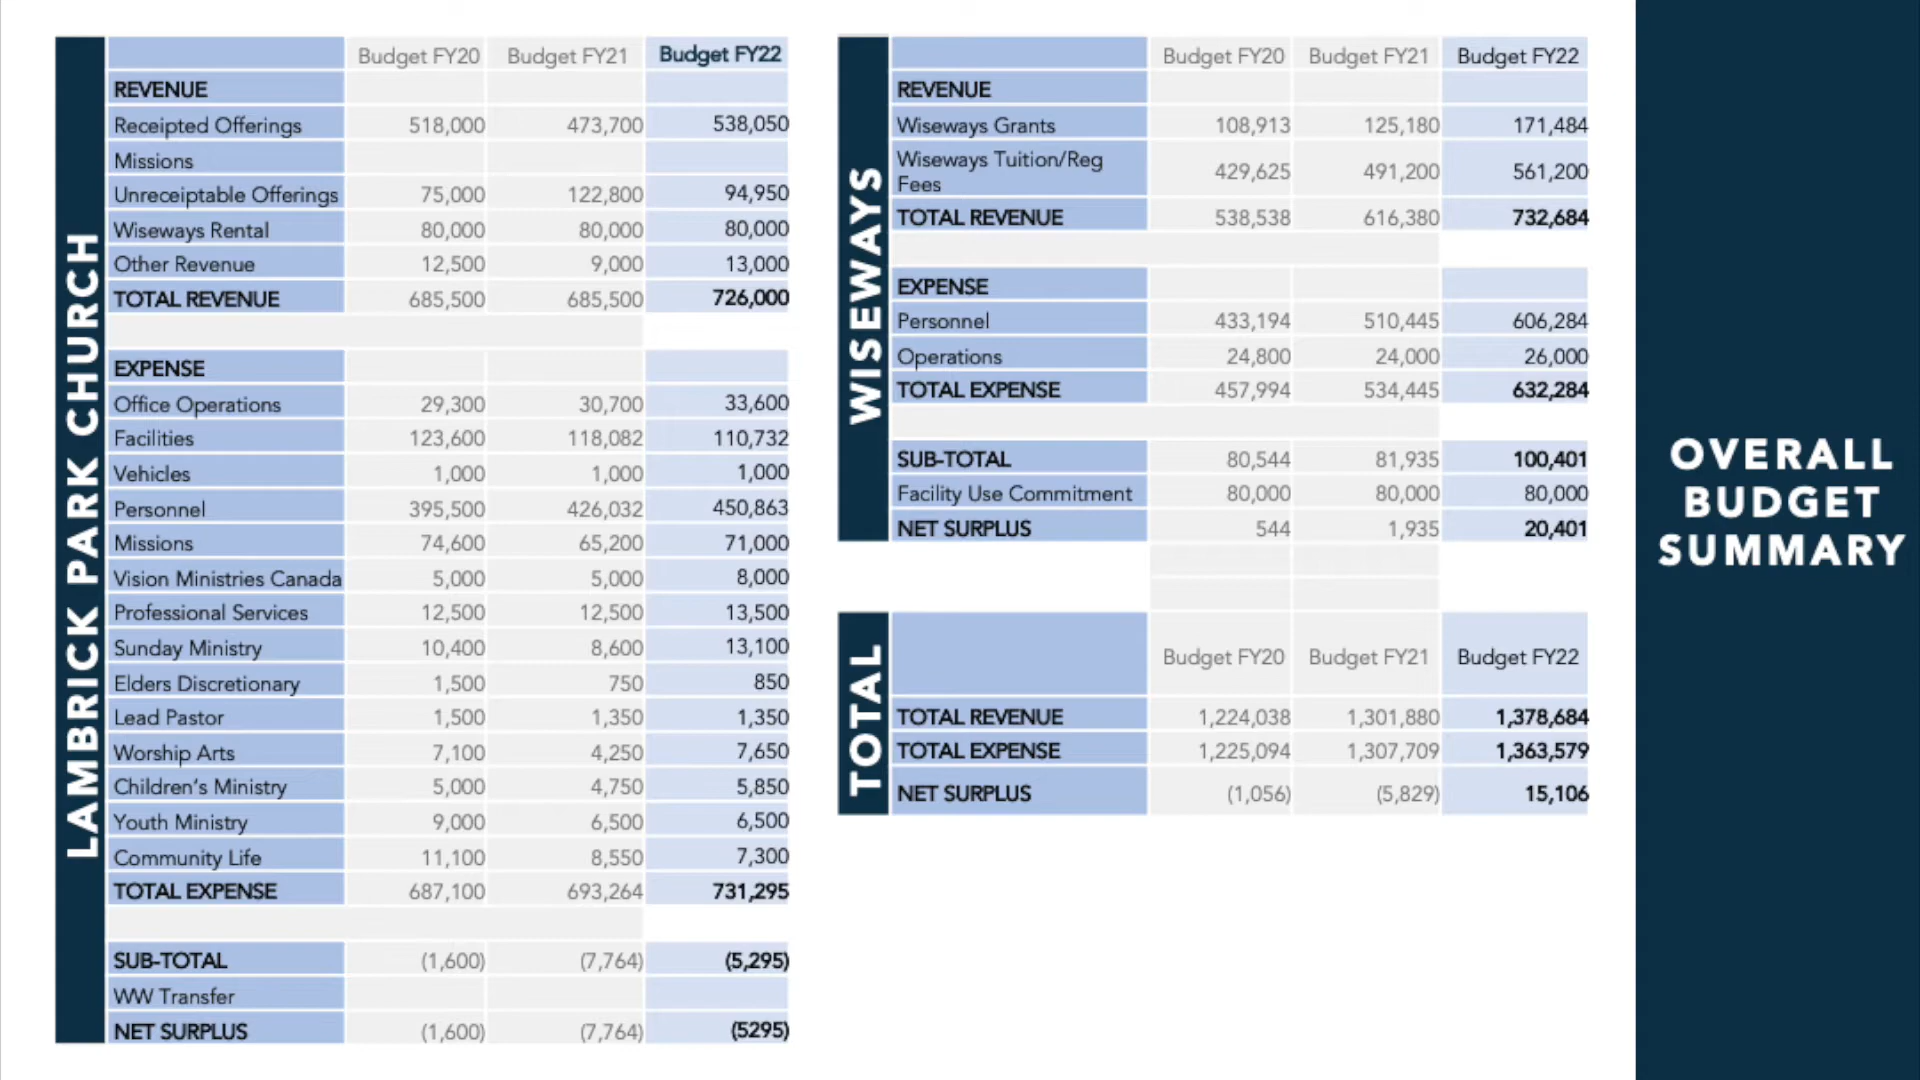 LAMBRICK PARK CHURCH
Budget FY20 Budget FY21 Budget FY22
REVENUE
Receipted Offerings 518,000 473,700 538,050
Missions
Unreceiptable Offerings 75,000 122,800 94,950
Wiseways Rental 80,000 80,000 80,000
Other Revenue 12,500 9,000 13,000
TOTAL REVENUE 685,500 685,500 726,000
EXPENSE
Office Operations 29,300 30,700 33,600
Facilities 123,600 118,082 110,732
Vehicles 1,000 1,000 1,000
Personnel 395,500 426,032 450,863
Missions 74,600 65,200 71,000
Vision Ministries Canada 5,000 5,000 8,000
Professional Services 12,500 12,500 13,500
Sunday Ministry 10,400 8,600 13,100
Elders Discretionary 1,500 750 850
Lead Pastor 1,500 1,350 1,350
Worship Arts 7,100 4,250 7,650
Children's Ministry 5,000 4,750 5,850
Youth Ministry 9,000 6,500 6,500
Community Life 11,100 8,550 7,300
TOTAL EXPENSE 687,100 693,264 731,295
SUB-TOTAL (1,600) (7,764) (5,295)
WW Transfer
NET SURPLUS (1,600) (7,764) (5295)
WISEWAYS
Budget FY20 Budget FY21 Budget FY22
REVENUE
Wiseways Grants 108,913 125,180 171,484
Wiseways Tuition/Reg
Fees 429,625 491,200 561,200
TOTAL REVENUE 538,538 616,380 732,684
EXPENSE
Personnel 433,194 510,445 606,284
Operations 24,800 24,000 26,000
TOTAL EXPENSE 457,994 534,445 632,284
SUB-TOTAL 80,544 81,935 100,401
Facility Use Commitment 80,000 80,000 80,000
NET SURPLUS 544 1,935 20,401
TOTAL
Budget FY20 Budget FY21 Budget FY22
TOTAL REVENUE 1,224,038 1,301,880 1,378,684
TOTAL EXPENSE 1,225,094 1,307,709 1,363,579
NET SURPLUS (1,056) (5,829) 15,106
OVERALL
BUDGET
SUMMARY